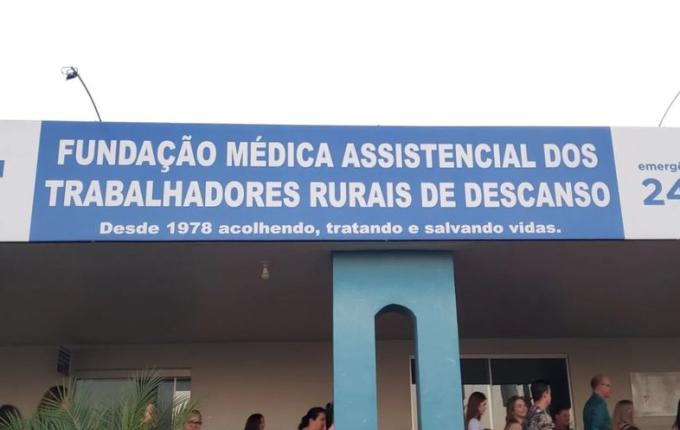 FUNDAÇÃO MÉDICA ASSISTENCIAL DOS
TRABALHADORES RURAIS DE DESCANSO
Desde 1978 acolhendo, tratando e salvando vidas.
24